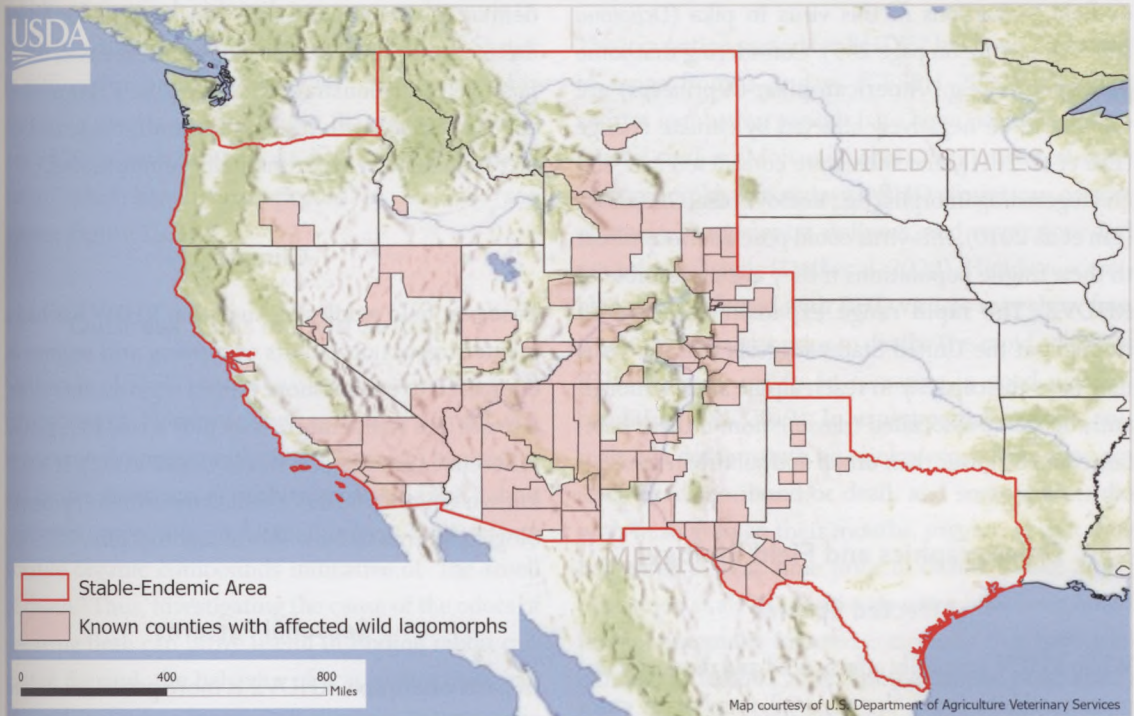 USDA
UNITED STATES
MEXICO
Stable-Endemic Area
Known counties with affected wild lagomorphs
0 400 800
Miles
Map courtesy of U.S. Department of Agriculture Veterinary Services